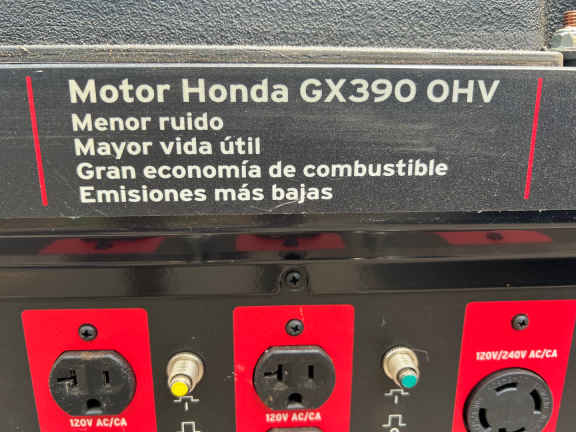 Motor Honda GX390 OHV
Menor ruido
Mayor vida útil
Gran economía de combustible
Emisiones más bajas
120V/240V AC/CA
120V AC/CA
120V AC/CA